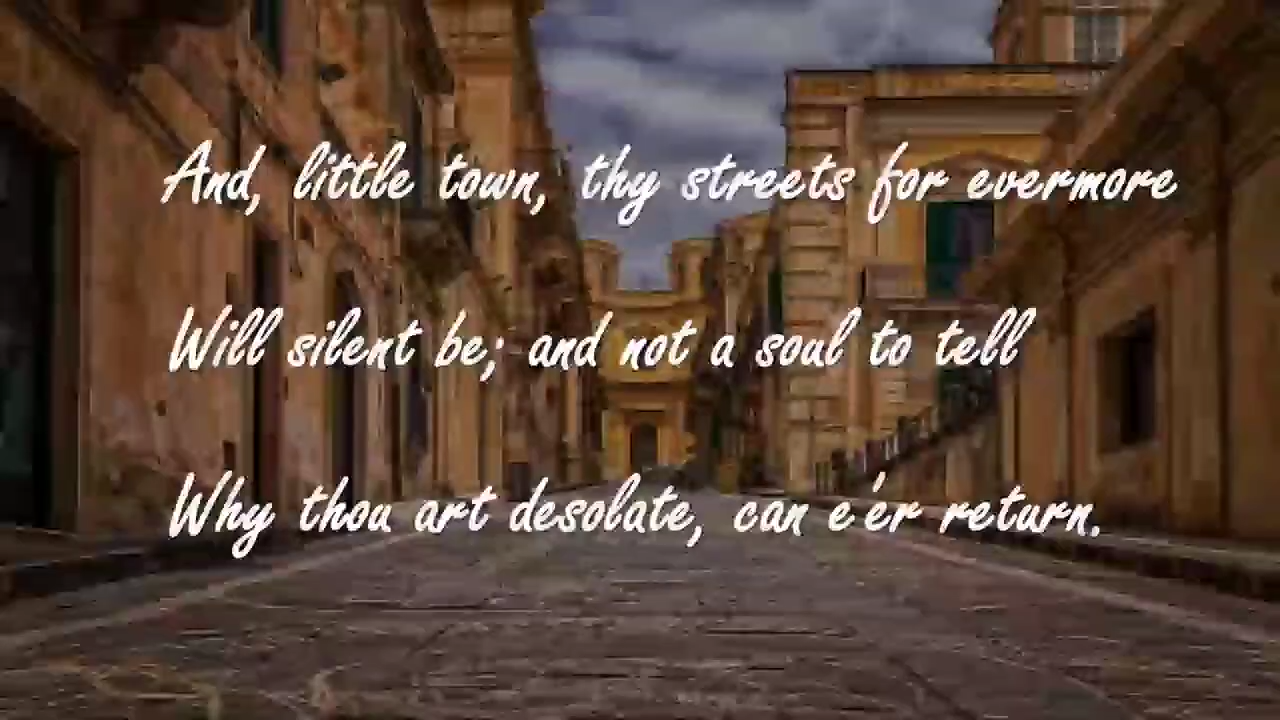 And, little town, thy streets for evermore
Will silent be; and not a soul to tell
Why thou art desolate, can e'er return.